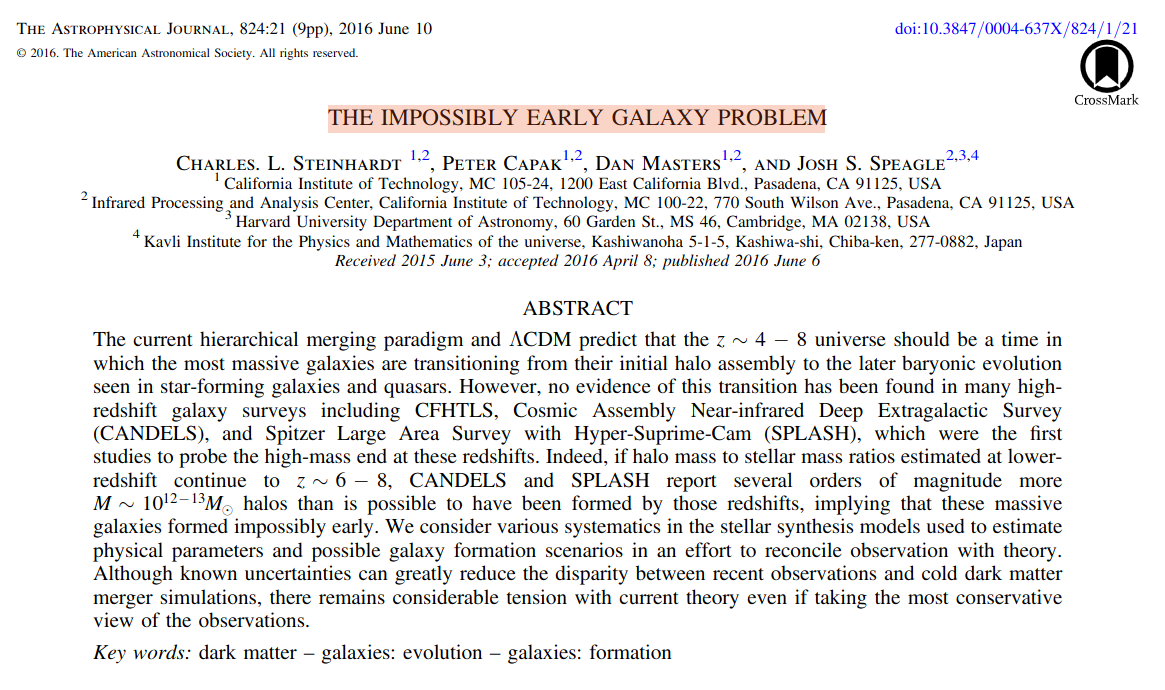 THE ASTROPHYSICAL JOURNAL, 824:21 (9pp), 2016 June 10
doi:10.3847/0004-637X/824/1/21
© 2016. The American Astronomical Society. All rights reserved.
CrossMark
THE IMPOSSIBLY EARLY GALAXY PROBLEM
CHARLES. L. STEINHARDT 1,2, PETER CAPAK1,2, DAN MASTERS1,2, AND JOSH S. SPEAGLE2,3,4
1 California Institute of Technology, MC 105-24, 1200 East California Blvd., Pasadena, CA 91125, USA
2 Infrared Processing and Analysis Center, California Institute of Technology, MC 100-22, 770 South Wilson Ave., Pasadena, CA 91125, USA
3 Harvard University Department of Astronomy, 60 Garden St., MS 46, Cambridge, MA 02138, USA
4 Kavli Institute for the Physics and Mathematics of the universe, Kashiwanoha 5-1-5, Kashiwa-shi, Chiba-ken, 277-0882, Japan
Received 2015 June 3; accepted 2016 April 8; published 2016 June 6
ABSTRACT
The current hierarchical merging paradigm and ΛCDM predict that the z ∼ 4 − 8 universe should be a time in
which the most massive galaxies are transitioning from their initial halo assembly to the later baryonic evolution
seen in star-forming galaxies and quasars. However, no evidence of this transition has been found in many high-
redshift galaxy surveys including CFHTLS, Cosmic Assembly Near-infrared Deep Extragalactic Survey
(CANDELS), and Spitzer Large Area Survey with Hyper-Suprime-Cam (SPLASH), which were the first
studies to probe the high-mass end at these redshifts. Indeed, if halo mass to stellar mass ratios estimated at lower-
redshift continue to z ∼ 6 − 8, CANDELS and SPLASH report several orders of magnitude more
M ∼ 10¹²⁻¹³M☉ halos than is possible to have been formed by those redshifts, implying that these massive
galaxies formed impossibly early. We consider various systematics in the stellar synthesis models used to estimate
physical parameters and possible galaxy formation scenarios in an effort to reconcile observation with theory.
Although known uncertainties can greatly reduce the disparity between recent observations and cold dark matter
merger simulations, there remains considerable tension with current theory even if taking the most conservative
view of the observations.
Key words: dark matter – galaxies: evolution – galaxies: formation